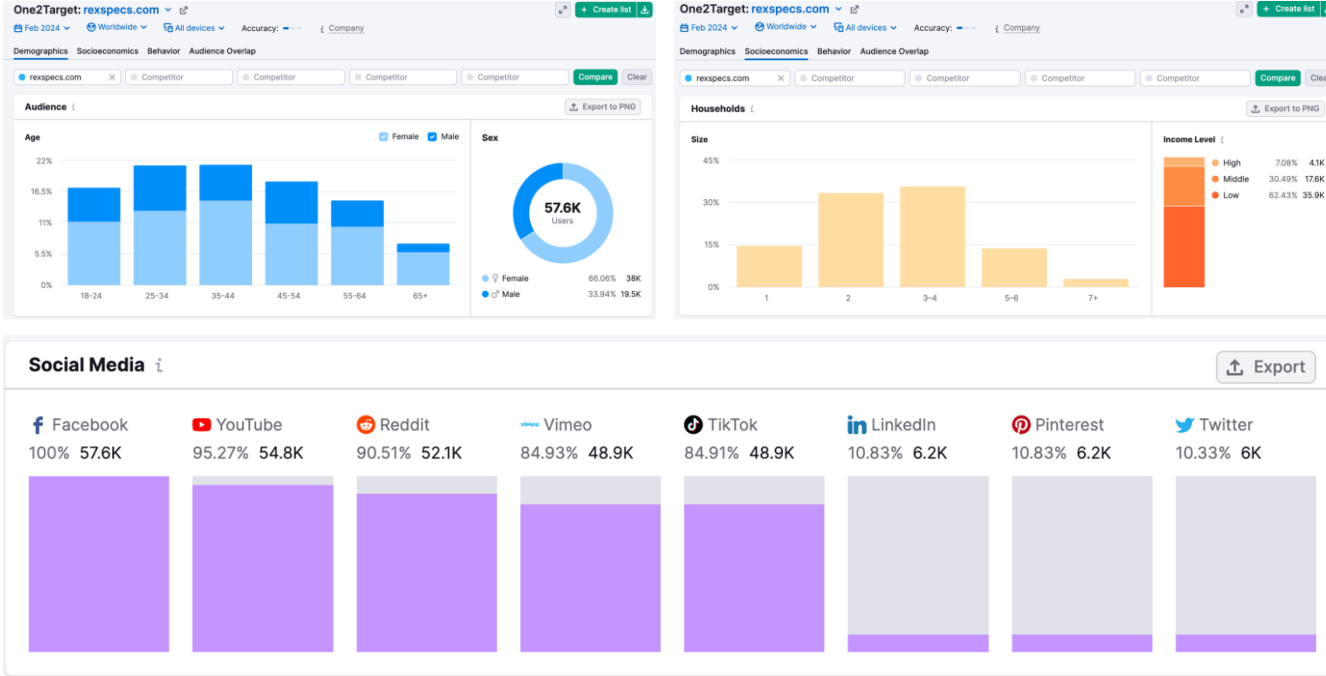 One2Target: rexspecs.com
+ Create list
Feb 2024 Worldwide All devices Accuracy: i Company
Demographics Socioeconomics Behavior Audience Overlap
rexspecs.com × Competitor Competitor Competitor Competitor Compare Clear
Audience i
Export to PNG
Age
Female Male
22%
16.5%
11%
5.5%
0%
18-24 25-34 35-44 45-54 55-64 65+
Sex
57.6K
Users
Female 66.06% 38K
Male 33.94% 19.5K
One2Target: rexspecs.com
+ Create list
Feb 2024 Worldwide All devices Accuracy: i Company
Demographics Socioeconomics Behavior Audience Overlap
rexspecs.com × Competitor Competitor Competitor Competitor Compare Clea
Households i
Export to PNG
Size
45%
30%
15%
0%
1 2 3-4 5-6 7+
Income Level i
High 7.08% 4.1K
Middle 30.49% 17.6K
Low 62.43% 35.9K
Social Media i
Export
Facebook YouTube Reddit vimeo Vimeo TikTok LinkedIn Pinterest Twitter
100% 57.6K 95.27% 54.8K 90.51% 52.1K 84.93% 48.9K 84.91% 48.9K 10.83% 6.2K 10.83% 6.2K 10.33% 6K